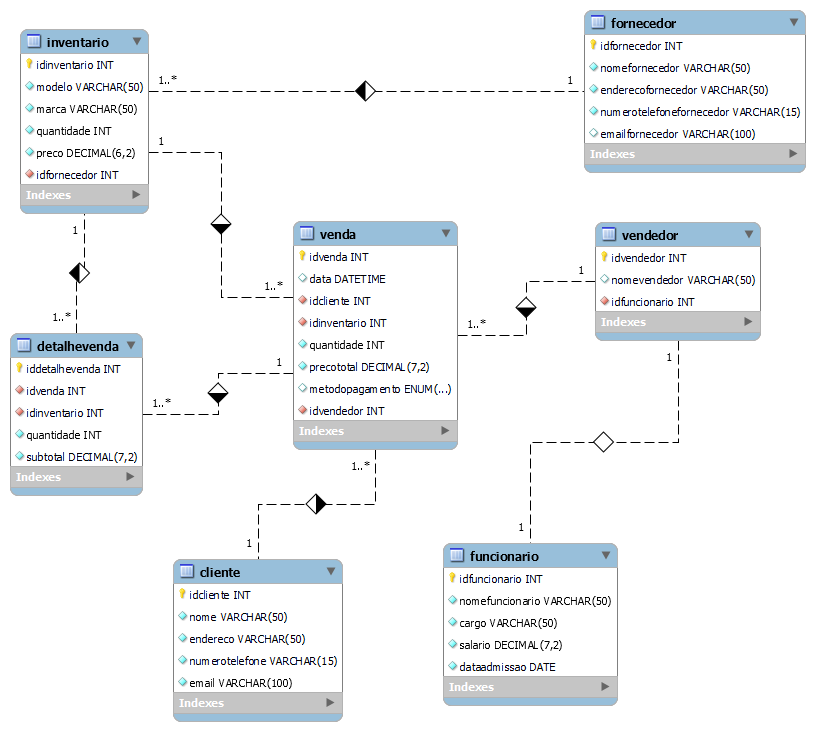 inventario
idinventario INT
modelo VARCHAR(50)
marca VARCHAR(50)
quantidade INT
preco DECIMAL(6,2)
idfornecedor INT
Indexes
1..*
1
fornecedor
idfornecedor INT
nomefornecedor VARCHAR(50)
enderecofornecedor VARCHAR(50)
numerotelefonefornecedor VARCHAR(15)
emailfornecedor VARCHAR(100)
Indexes
1
1..*
1
1..*
venda
idvenda INT
data DATETIME
idcliente INT
idinventario INT
quantidade INT
precototal DECIMAL(7,2)
metodopagamento ENUM(...)
idvendedor INT
Indexes
1
1..*
vendedor
idvendedor INT
nomevendedor VARCHAR(50)
idfuncionario INT
Indexes
detalhevenda
iddetalhevenda INT
idvenda INT
idinventario INT
quantidade INT
subtotal DECIMAL(7,2)
Indexes
1..*
1
1..*
1
cliente
idcliente INT
nome VARCHAR(50)
endereco VARCHAR(50)
numerotelefone VARCHAR(15)
email VARCHAR(100)
Indexes
1
1
funcionario
idfuncionario INT
nomefuncionario VARCHAR(50)
cargo VARCHAR(50)
salario DECIMAL(7,2)
dataadmissao DATE
Indexes